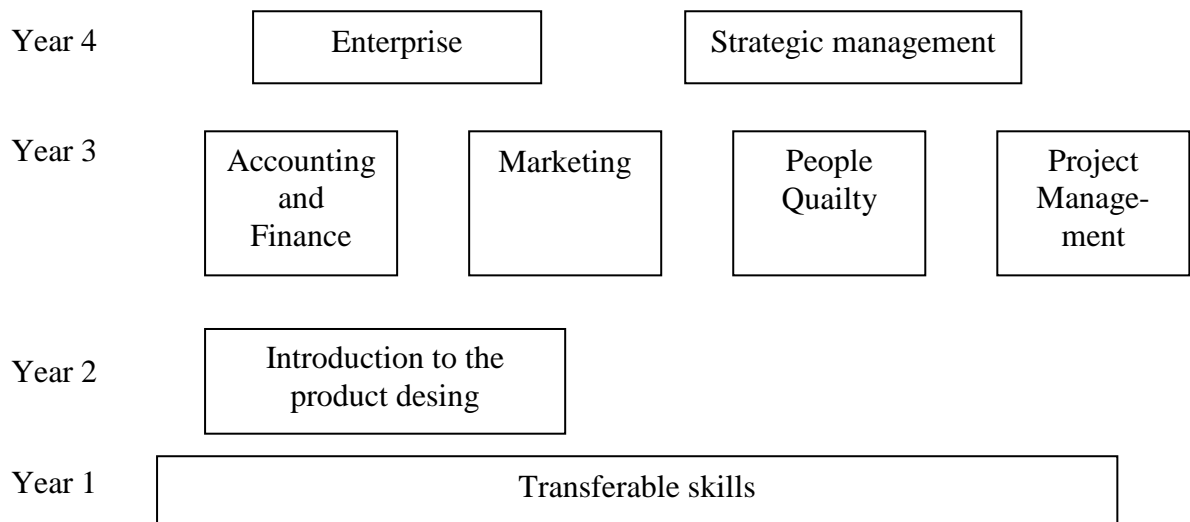 Year 4
Enterprise
Strategic management
Year 3
Accounting
and
Finance
Marketing
People
Quailty
Project
Manage-
ment
Year 2
Introduction to the
product desing
Year 1
Transferable skills